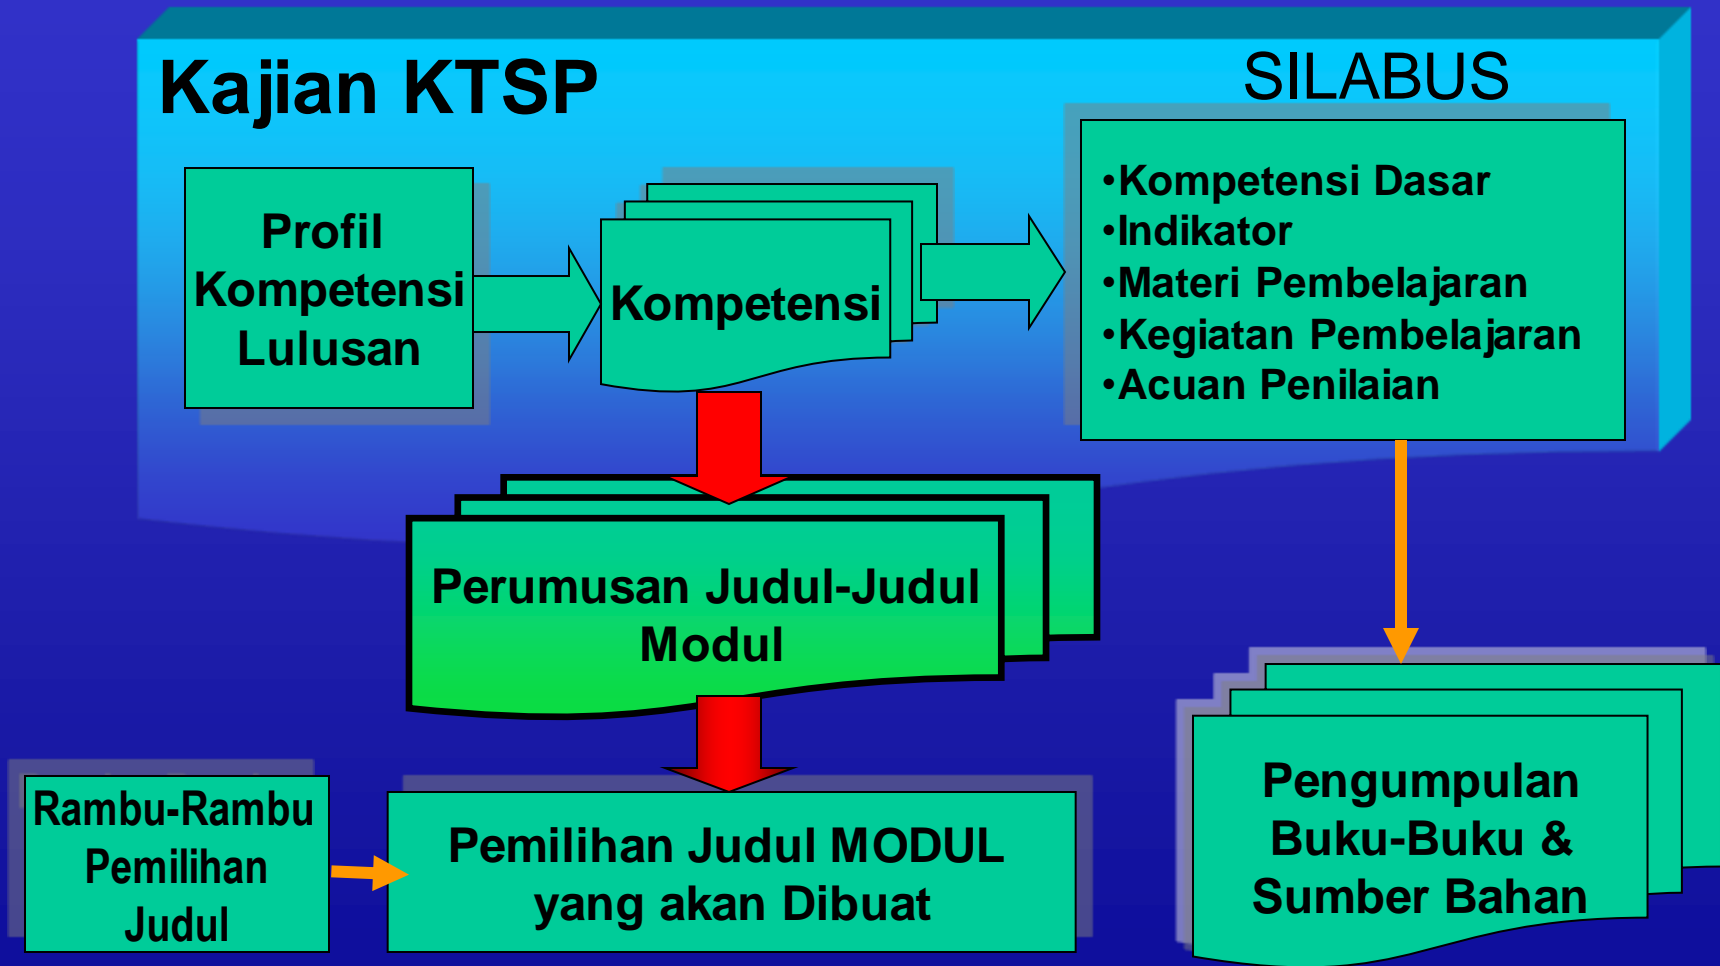 Kajian KTSP
SILABUS
Profil
Kompetensi
Lulusan
Kompetensi
•Kompetensi Dasar
•Indikator
•Materi Pembelajaran
•Kegiatan Pembelajaran
•Acuan Penilaian
Perumusan Judul-Judul
Modul
Rambu-Rambu
Pemilihan
Judul
Pemilihan Judul MODUL
yang akan Dibuat
Pengumpulan
Buku-Buku &
Sumber Bahan